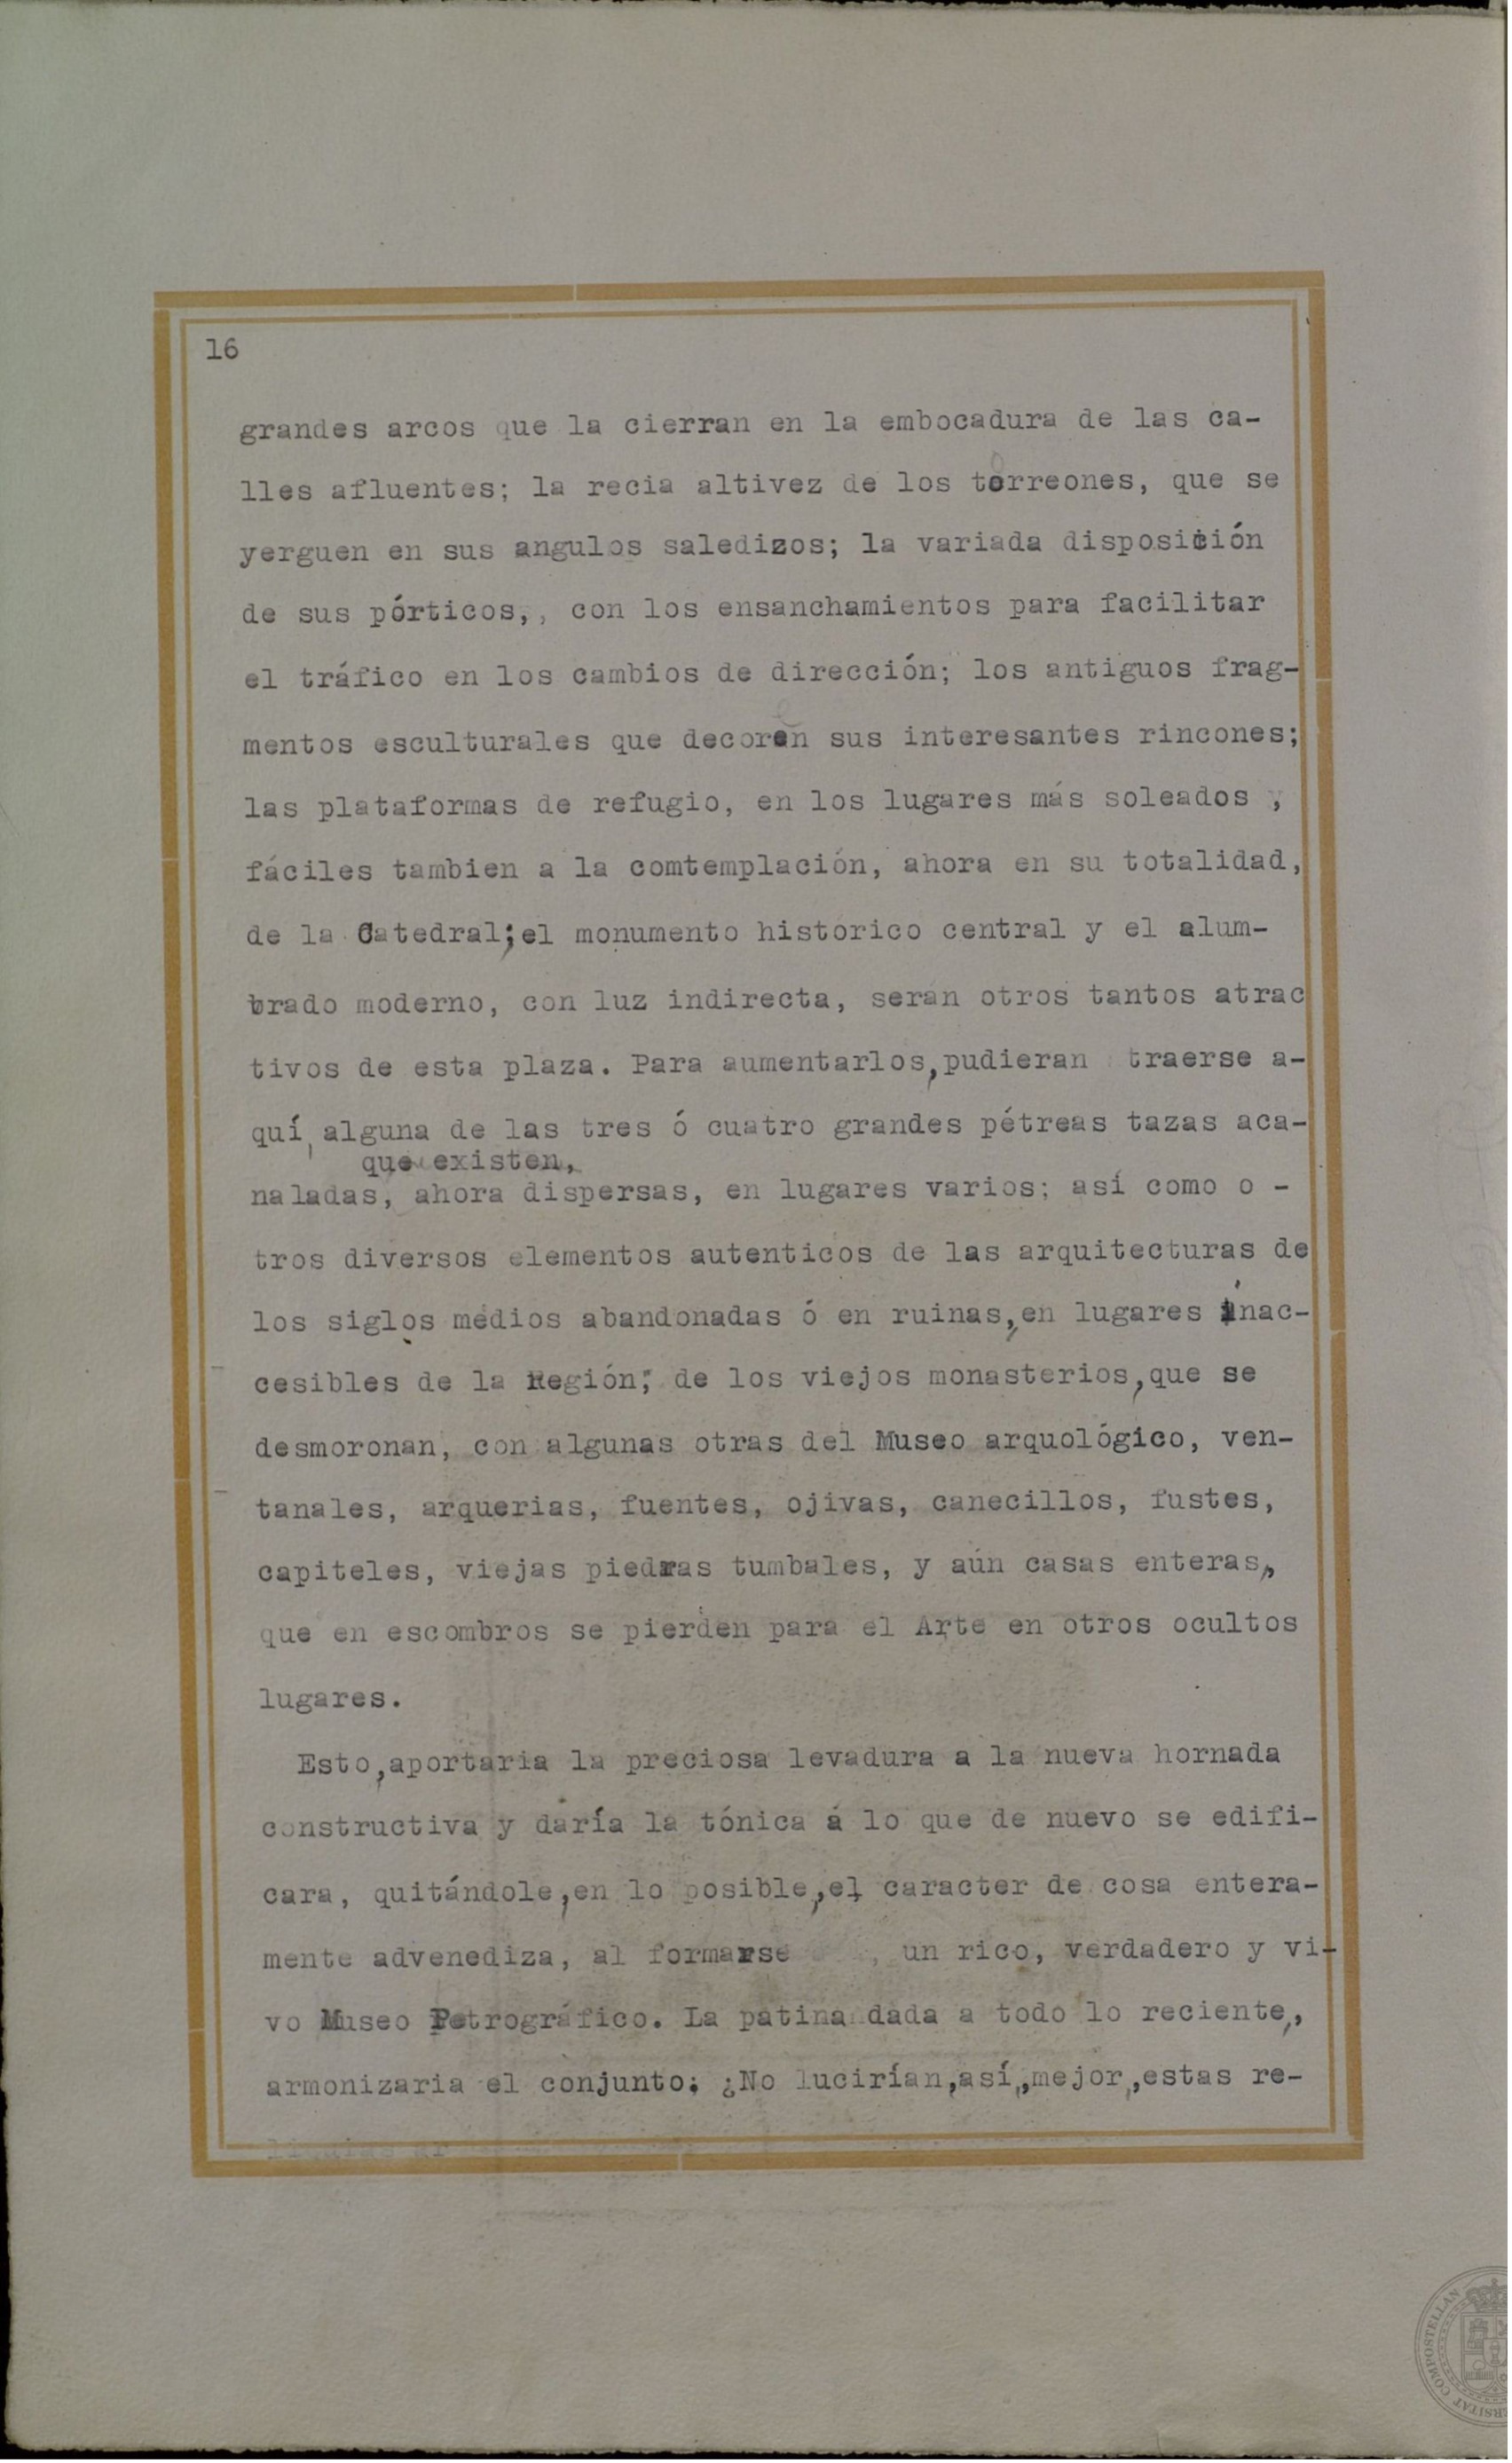 16
grandes arcos que la cierran en la embocadura de las ca-
lles afluentes; la recia altivez de los torreones, que se
yerguen en sus angulos saledizos; la variada disposición
de sus pórticos,, con los ensanchamientos para facilitar
el tráfico en los cambios de dirección; los antiguos frag-
mentos esculturales que decoren sus interesantes rincones;
las plataformas de refugio, en los lugares más soleados ,
fáciles tambien a la comtemplación, ahora en su totalidad,
de la Catedral;el monumento historico central y el alum-
brado moderno, con luz indirecta, seran otros tantos atrac
tivos de esta plaza. Para aumentarlos,pudieran traerse a-
quí, alguna de las tres ó cuatro grandes pétreas tazas aca-
que existen,
naladas, ahora dispersas, en lugares varios; así como o -
tros diversos elementos autenticos de las arquitecturas de
los siglos medios abandonadas ó en ruinas,en lugares inac-
cesibles de la Región; de los viejos monasterios,que se
desmoronan, con algunas otras del Museo arquológico, ven-
tanales, arquerias, fuentes, ojivas, canecillos, fustes,
capiteles, viejas piedras tumbales, y aún casas enteras,
que en escombros se pierden para el Arte en otros ocultos
lugares.
Esto,aportaria la preciosa levadura a la nueva hornada
constructiva y daría la tónica á lo que de nuevo se edifi-
cara, quitándole,en lo posible,el caracter de cosa entera-
mente advenediza, al formarse , un rico, verdadero y vi-
vo Museo Petrográfico. La patina dada a todo lo reciente,
armonizaria el conjunto. ¿No lucirían,así,mejor,estas re-